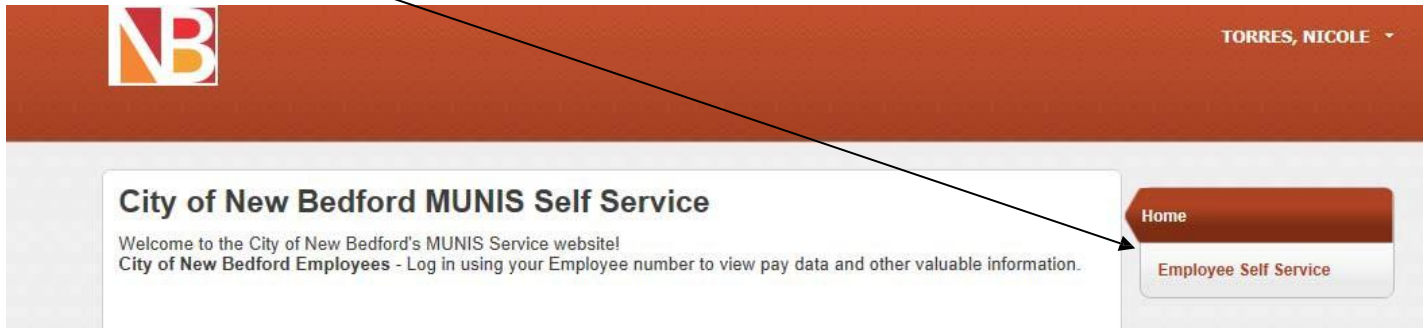 NB
TORRES, NICOLE
City of New Bedford MUNIS Self Service
Welcome to the City of New Bedford's MUNIS Service website!
City of New Bedford Employees - Log in using your Employee number to view pay data and other valuable information.
Home
Employee Self Service